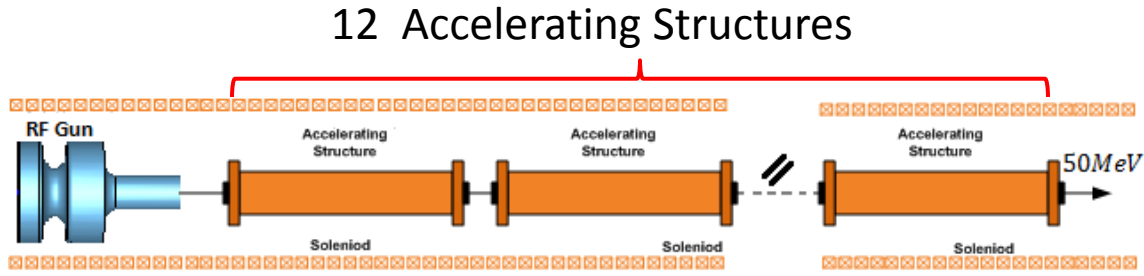 12 Accelerating Structures
RF Gun
Accelerating
Structure
Accelerating
Structure
Accelerating
Structure
50MeV
Soleniod
Soleniod
Soleniod